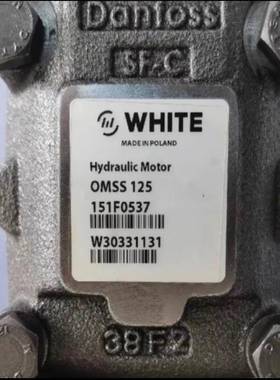 Danfoss
SF-C
WHITE
MADE IN POLAND
Hydraulic Motor
OMSS 125
151F0537
W30331131
38F2